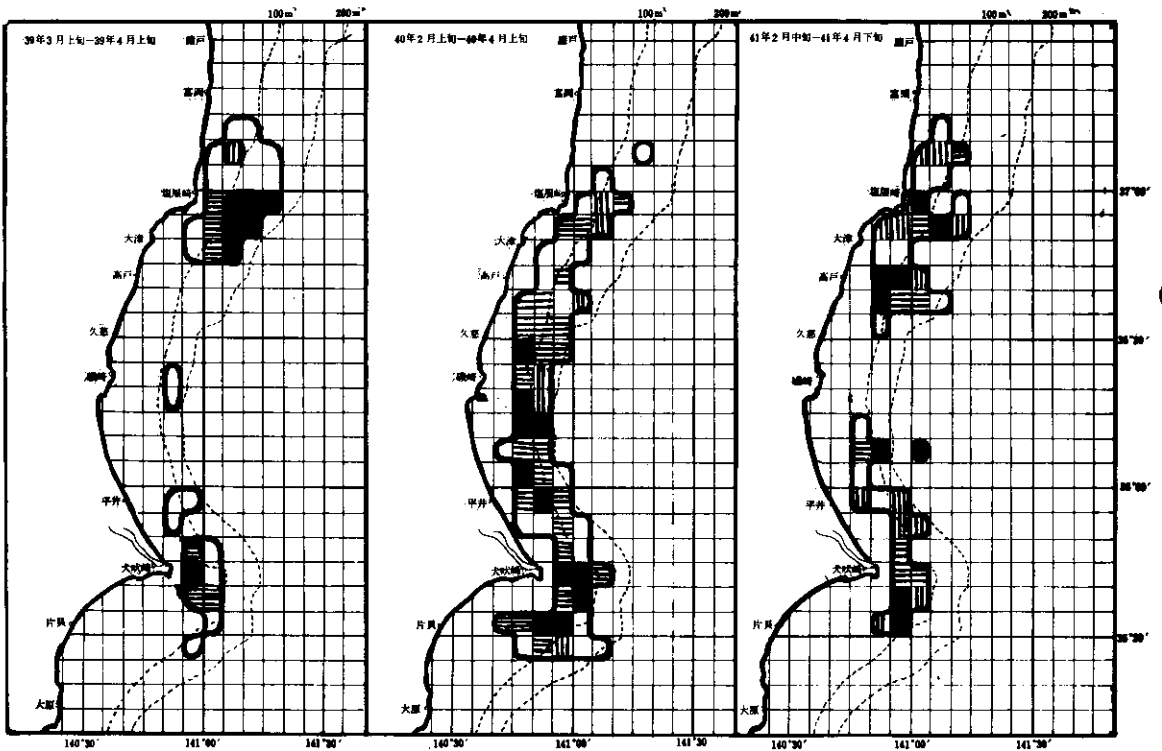 100m
200m
39年3月上旬-39年4月上旬
請戸
富岡
塩屋崎
大津
高戸
久慈
磯崎
平井
犬吠崎
片貝
大原
140°30′
141°00′
141°30′
100m
200m
40年2月上旬-40年4月上旬
請戸
富岡
塩屋崎
大津
高戸
久慈
磯崎
平井
犬吠崎
片貝
大原
140°30′
141°00′
141°30′
100m
200m
41年2月中旬-41年4月下旬
請戸
富岡
塩屋崎
大津
高戸
久慈
磯崎
平井
犬吠崎
片貝
大原
37°00′
36°30′
36°00′
140°30′
141°00′
141°30′